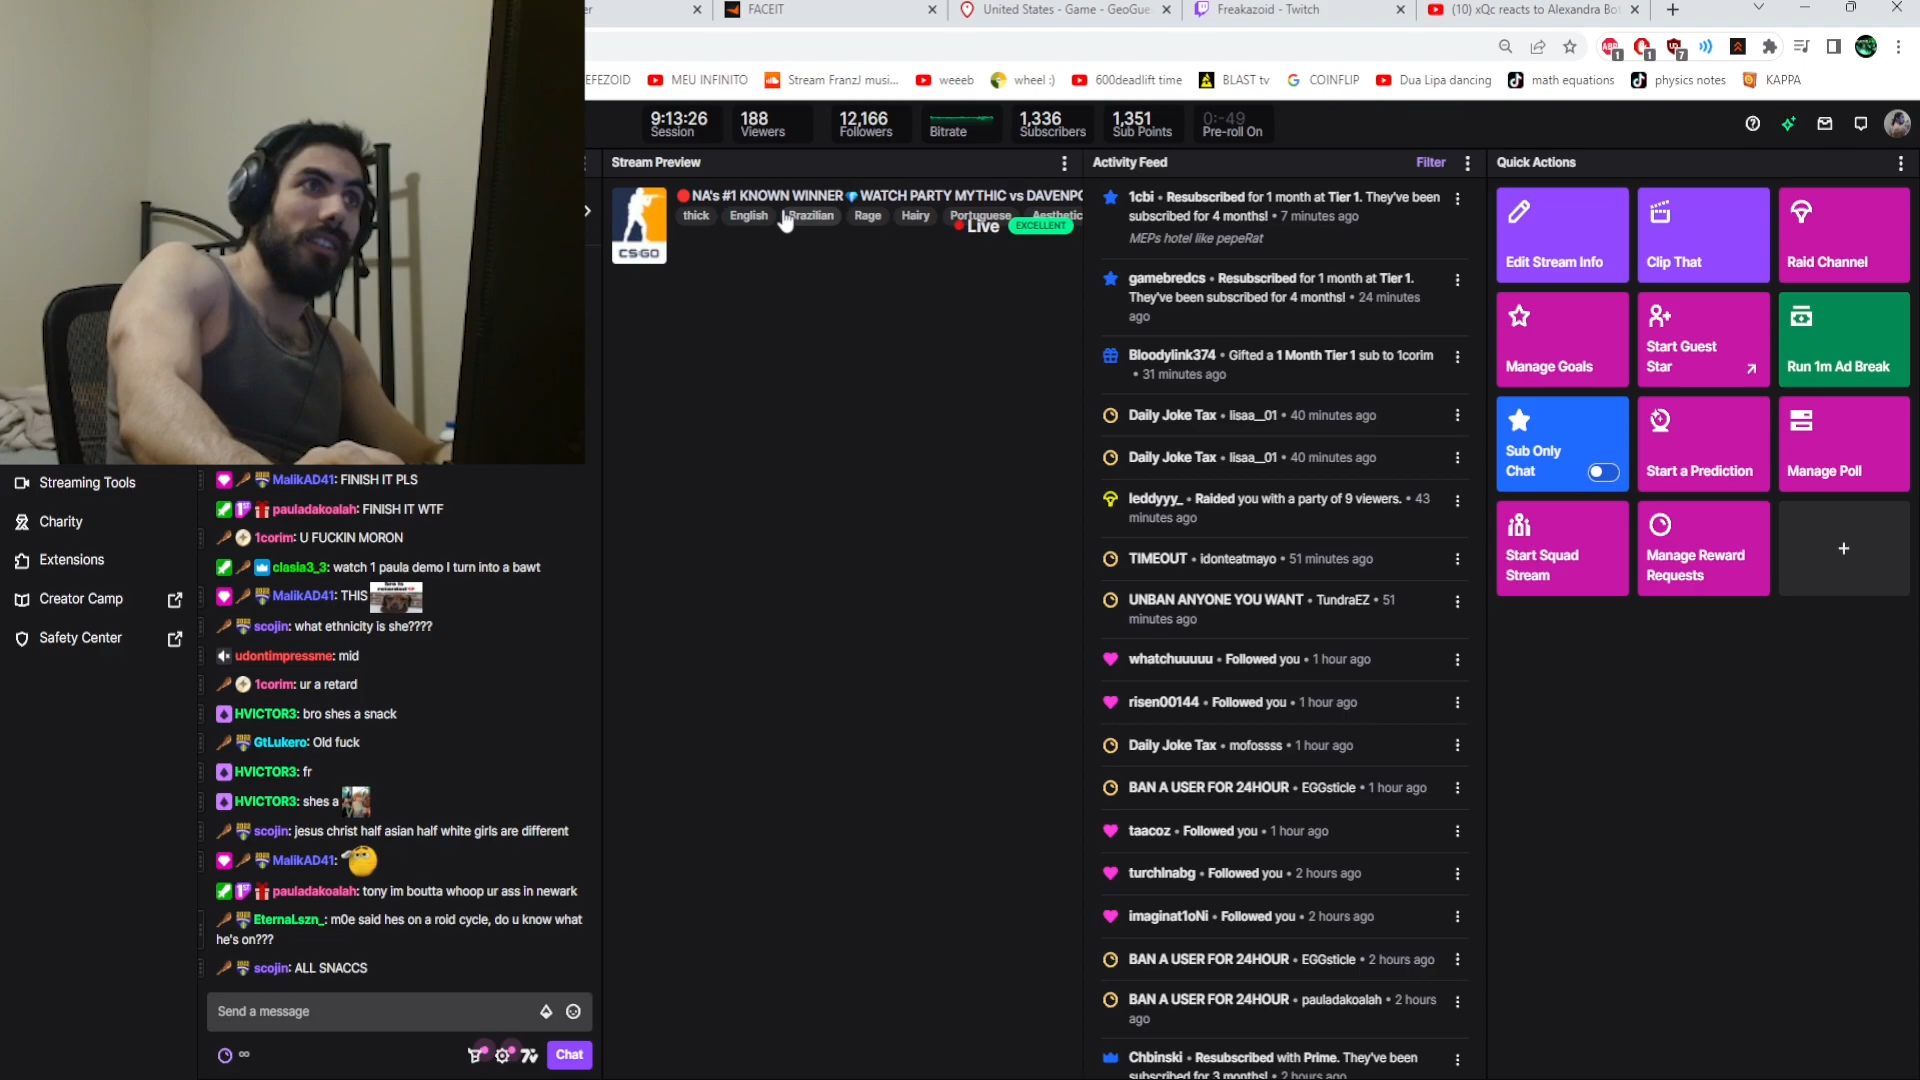 er
FACEIT
United States - Game - GeoGue
Freakazoid - Twitch
(10) xQc reacts to Alexandra Bot
ABP
1
1
7
EFEZOID
MEU INFINITO
Stream FranzJ musi...
weeeb
wheel :)
600deadlift time
BLAST tv
COINFLIP
Dua Lipa dancing
math equations
physics notes
KAPPA
9:13:26
Session
188
Viewers
12,166
Followers
Bitrate
1,336
Subscribers
1,351
Sub Points
0:-49
Pre-roll On
Stream Preview
NA's #1 KNOWN WINNER 💎 WATCH PARTY MYTHIC vs DAVENPO
thick
English
Brazilian
Rage
Hairy
Portuguese
Aesthetic
Live
EXCELLENT
CS:GO
Streaming Tools
Charity
Extensions
Creator Camp
Safety Center
MalikAD41: FINISH IT PLS
pauladakoalah: FINISH IT WTF
1corim: U FUCKIN MORON
clasia3_3: watch 1 paula demo I turn into a bawt
MalikAD41: THIS
scojin: what ethnicity is she????
udontimpressme: mid
1corim: ur a retard
HVICTOR3: bro shes a snack
GtLukero: Old fuck
HVICTOR3: fr
HVICTOR3: shes a
scojin: jesus christ half asian half white girls are different
MalikAD41:
pauladakoalah: tony im boutta whoop ur ass in newark
EternaLszn_: m0e said hes on a roid cycle, do u know what
he's on???
scojin: ALL SNACCS
Send a message
∞
Chat
Activity Feed
Filter
1cbi • Resubscribed for 1 month at Tier 1. They've been
subscribed for 4 months! • 7 minutes ago
MEPs hotel like pepeRat
gamebredcs • Resubscribed for 1 month at Tier 1.
They've been subscribed for 4 months! • 24 minutes
ago
Bloodylink374 • Gifted a 1 Month Tier 1 sub to 1corim
• 31 minutes ago
Daily Joke Tax • lisaa__01 • 40 minutes ago
Daily Joke Tax • lisaa__01 • 40 minutes ago
leddyyy_ • Raided you with a party of 9 viewers. • 43
minutes ago
TIMEOUT • idonteatmayo • 51 minutes ago
UNBAN ANYONE YOU WANT • TundraEZ • 51
minutes ago
whatchuuuuu • Followed you • 1 hour ago
risen00144 • Followed you • 1 hour ago
Daily Joke Tax • mofossss • 1 hour ago
BAN A USER FOR 24HOUR • EGGsticle • 1 hour ago
taacoz • Followed you • 1 hour ago
turchlnabg • Followed you • 2 hours ago
imaginat1oNi • Followed you • 2 hours ago
BAN A USER FOR 24HOUR • EGGsticle • 2 hours ago
BAN A USER FOR 24HOUR • pauladakoalah • 2 hours
ago
Chbinski • Resubscribed with Prime. They've been
subscribed for 3 months! • 2 hours ago
Quick Actions
Edit Stream Info
Clip That
Raid Channel
Manage Goals
Start Guest
Star
Run 1m Ad Break
Sub Only
Chat
Start a Prediction
Manage Poll
Start Squad
Stream
Manage Reward
Requests